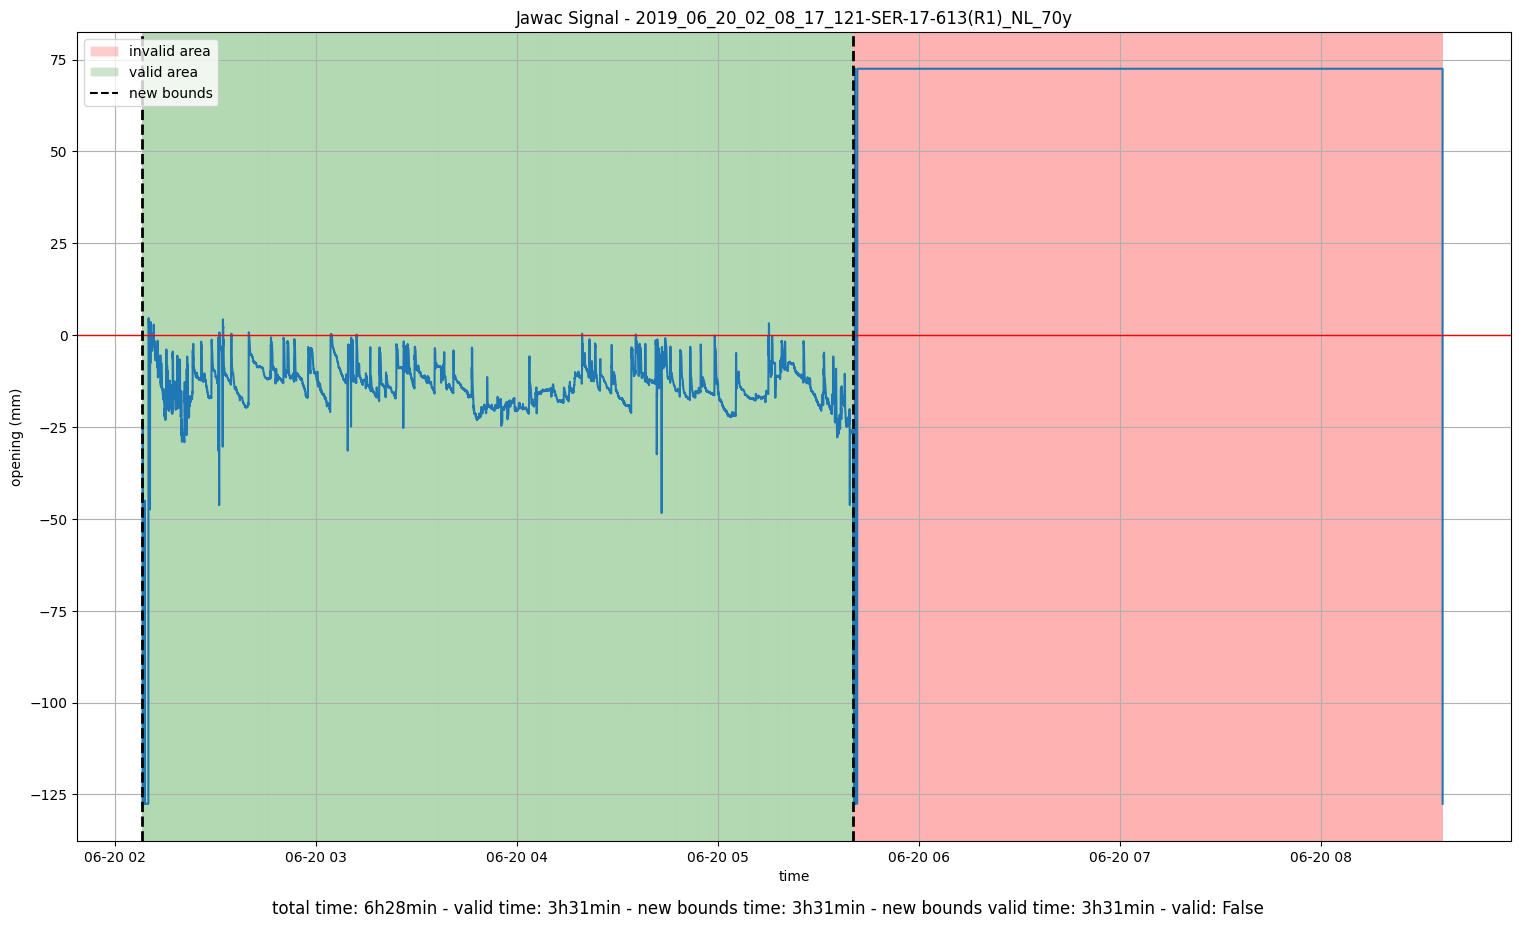 Jawac Signal - 2019_06_20_02_08_17_121-SER-17-613(R1)_NL_70y
invalid area
valid area
new bounds
75
50
25
0
−25
−50
−75
−100
−125
opening (mm)
06-20 02
06-20 03
06-20 04
06-20 05
06-20 06
06-20 07
06-20 08
time
total time: 6h28min - valid time: 3h31min - new bounds time: 3h31min - new bounds valid time: 3h31min - valid: False